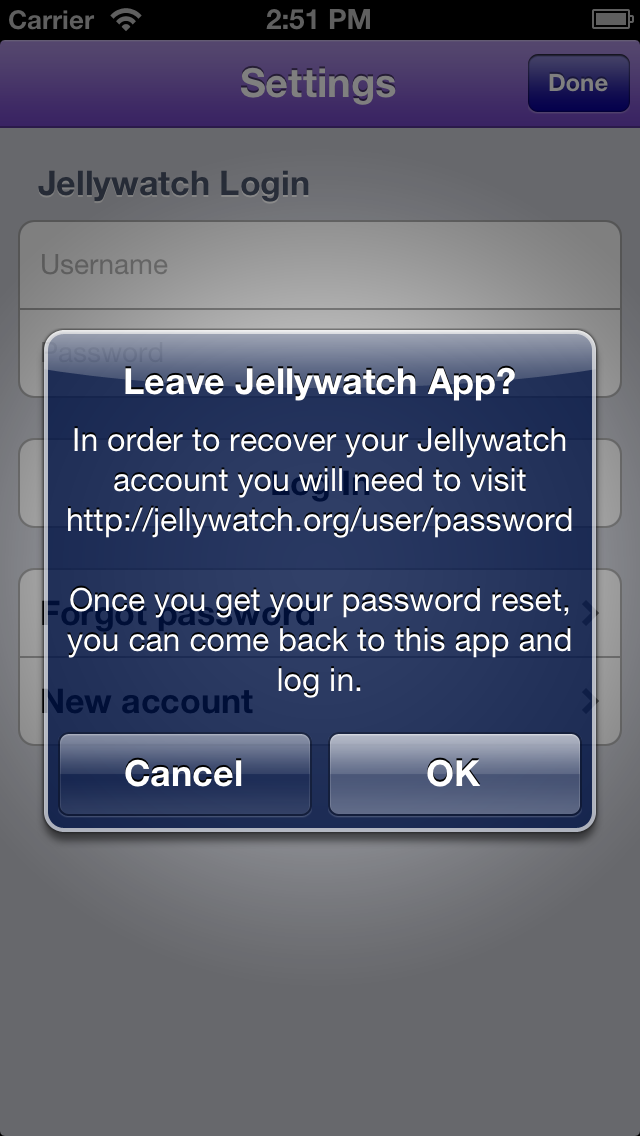 Carrier 2:51 PM
Settings Done
Jellywatch Login
Username
Password
Leave Jellywatch App?
In order to recover your Jellywatch
account you will need to visit
Log In
http://jellywatch.org/user/password
Once you get your password reset,
Forgot password
you can come back to this app and
log in.
New account
Cancel OK